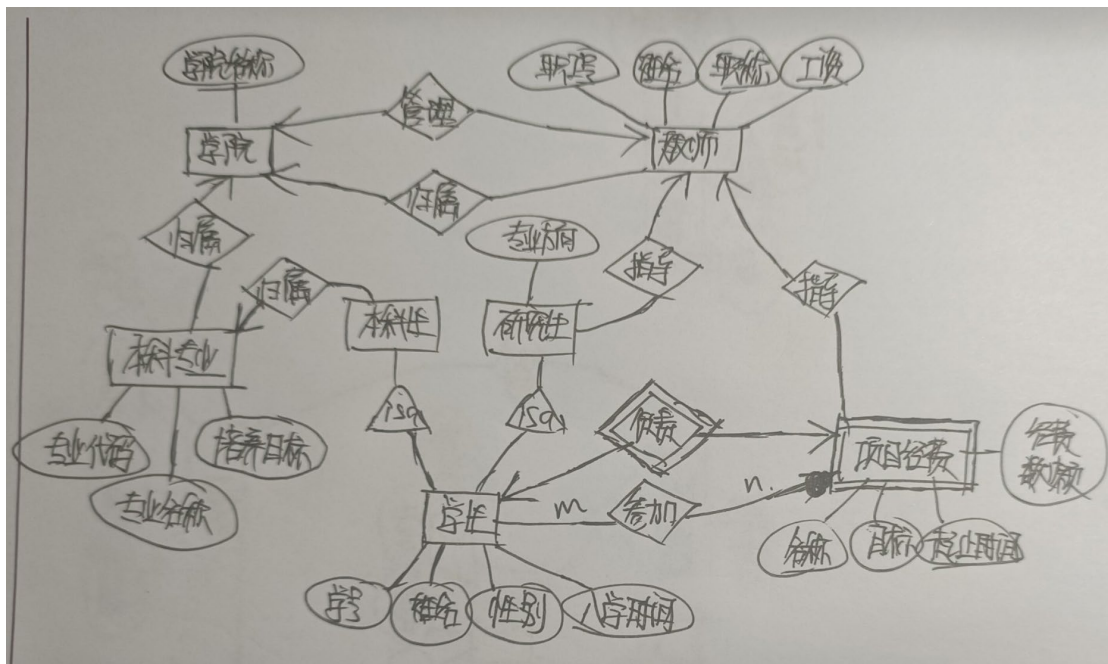 学院名称
职工号
姓名
职称
工资
管理
学院
教师
归属
归属
专业方向
指导
指导
归属
本科生
研究生
本科专业
isa
isa
负责
项目经费
经费
数额
专业代码
培养目标
专业名称
学生
m
参加
n.
名称
目标
起止时间
学号
姓名
性别
入学时间